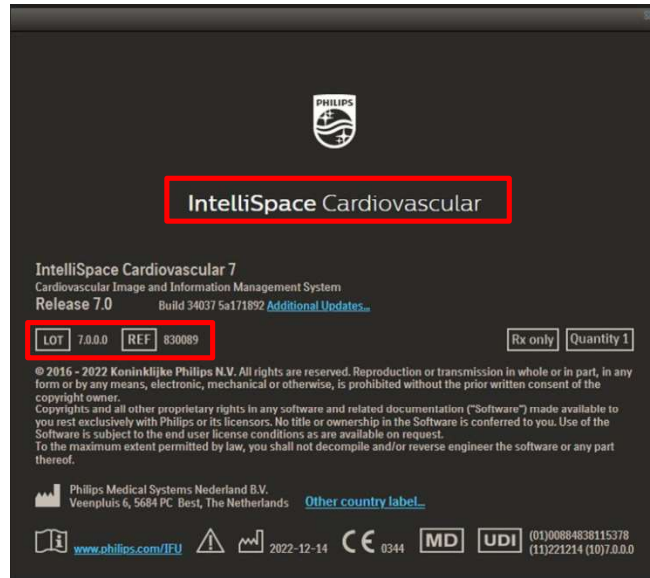 PHILIPS
IntelliSpace Cardiovascular
IntelliSpace Cardiovascular 7
Cardiovascular Image and Information Management System
Release 7.0 Build 34037 5a171892 Additional Updates...
LOT 7.0.0.0 REF 830089 Rx only Quantity 1
© 2016 - 2022 Koninklijke Philips N.V. All rights are reserved. Reproduction or transmission in whole or in part, in any
form or by any means, electronic, mechanical or otherwise, is prohibited without the prior written consent of the
copyright owner.
Copyrights and all other proprietary rights in any software and related documentation ("Software") made available to
you rest exclusively with Philips or its licensors. No title or ownership in the Software is conferred to you. Use of the
Software is subject to the end user license conditions as are available on request.
To the maximum extent permitted by law, you shall not decompile and/or reverse engineer the software or any part
thereof.
Philips Medical Systems Nederland B.V.
Veenpluis 6, 5684 PC Best, The Netherlands Other country label...
www.philips.com/IFU 2022-12-14 CE 0344 MD UDI (01)00884838115378
(11)221214 (10)7.0.0.0